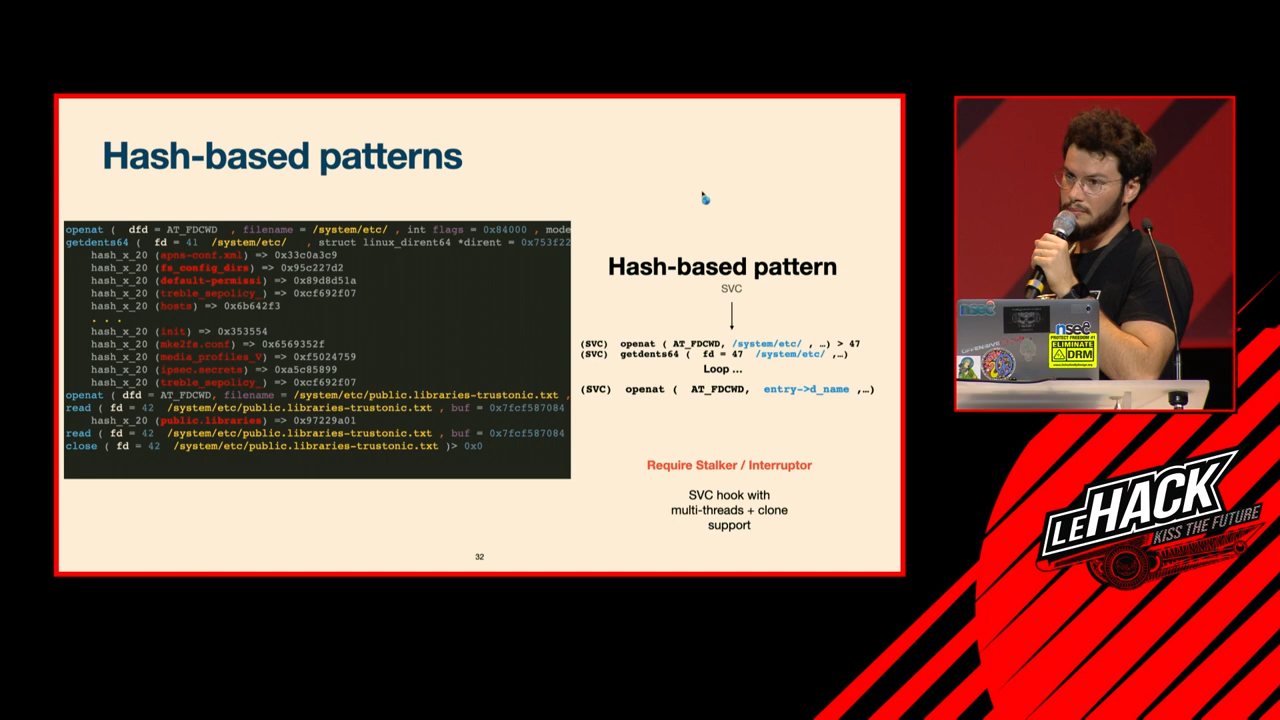 Hash-based patterns
openat ( dfd = AT_FDCWD , filename = /system/etc/ , int flags = 0x84000 , mode
getdents64 ( fd = 41 /system/etc/ , struct linux_dirent64 *dirent = 0x753f22
hash_x_20 (apns-conf.xml) => 0x33c0a3c9
hash_x_20 (fs_config_dirs) => 0x95c227d2
hash_x_20 (default-permissi) => 0x89d8d51a
hash_x_20 (treble_sepolicy_) => 0xcf692f07
hash_x_20 (hosts) => 0x6b642f3
. . .
hash_x_20 (init) => 0x353554
hash_x_20 (mke2fs.conf) => 0x6569352f
hash_x_20 (media_profiles_V) => 0xf5024759
hash_x_20 (ipsec.secrets) => 0xa5c85899
hash_x_20 (treble_sepolicy_) => 0xcf692f07
openat ( dfd = AT_FDCWD, filename = /system/etc/public.libraries-trustonic.txt ,
read ( fd = 42 /system/etc/public.libraries-trustonic.txt , buf = 0x7fcf587084
hash_x_20 (public.libraries) => 0x97229a01
read ( fd = 42 /system/etc/public.libraries-trustonic.txt , buf = 0x7fcf587084
close ( fd = 42 /system/etc/public.libraries-trustonic.txt )> 0x0
Hash-based pattern
SVC
(SVC) openat ( AT_FDCWD, /system/etc/ , …) > 47
(SVC) getdents64 ( fd = 47 /system/etc/ ,…)
Loop ...
(SVC) openat ( AT_FDCWD, entry->d_name ,…)
Require Stalker / Interruptor
SVC hook with
multi-threads + clone
support
32
nsec
nsec
PROTECT FREEDOM #1
ELIMINATE
DRM
LEHACK
KISS THE FUTURE